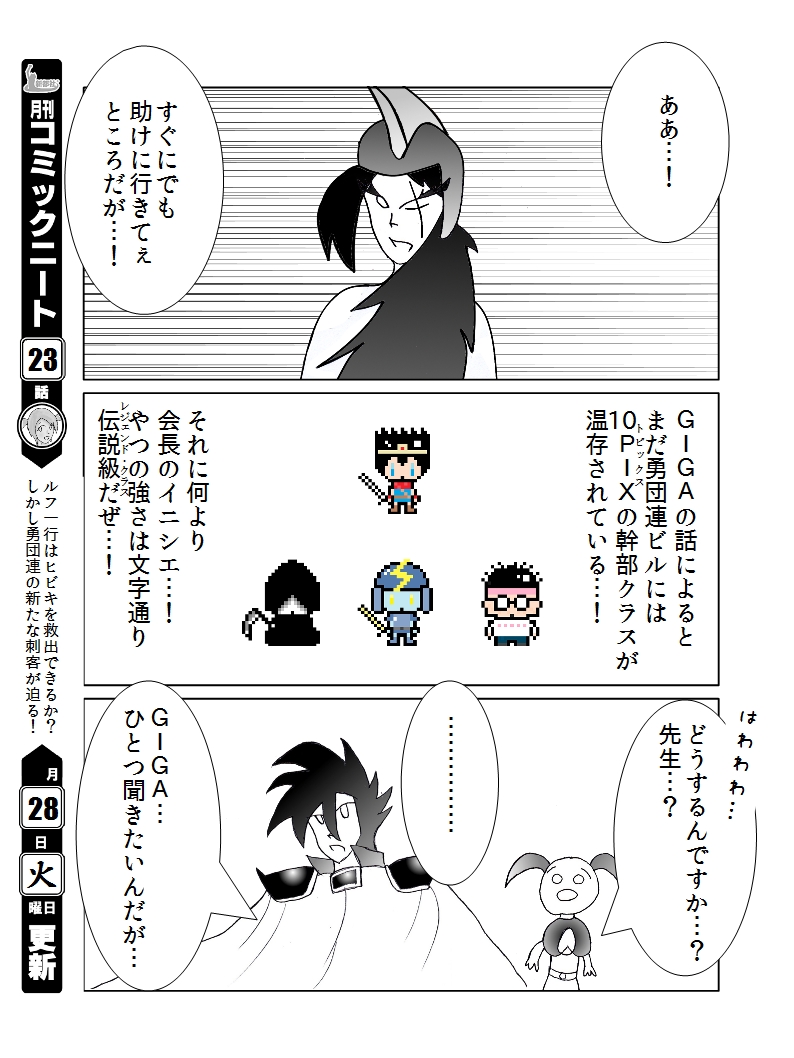 ああ…！
すぐにでも
助けに行きてぇ
ところだが…！
ＧＩＧＡの話によると
まだ勇団連ビルには
トピックス
10ＰＩＸの幹部クラスが
温存されている…！
それに何より
会長のイニシエ…！
やつの強さは文字通り
レジェンド・クラス
伝説級だぜ…！
はわわわ…
どうするんですか…？
先生…？
…………
ＧＩＧＡ…
ひとつ聞きたいんだが…
新都社
月刊
コミックニート
23
話
ルフ一行はヒビキを救出できるか？
しかし勇団連の新たな刺客が迫る！
月
28
日
火
曜日
更新